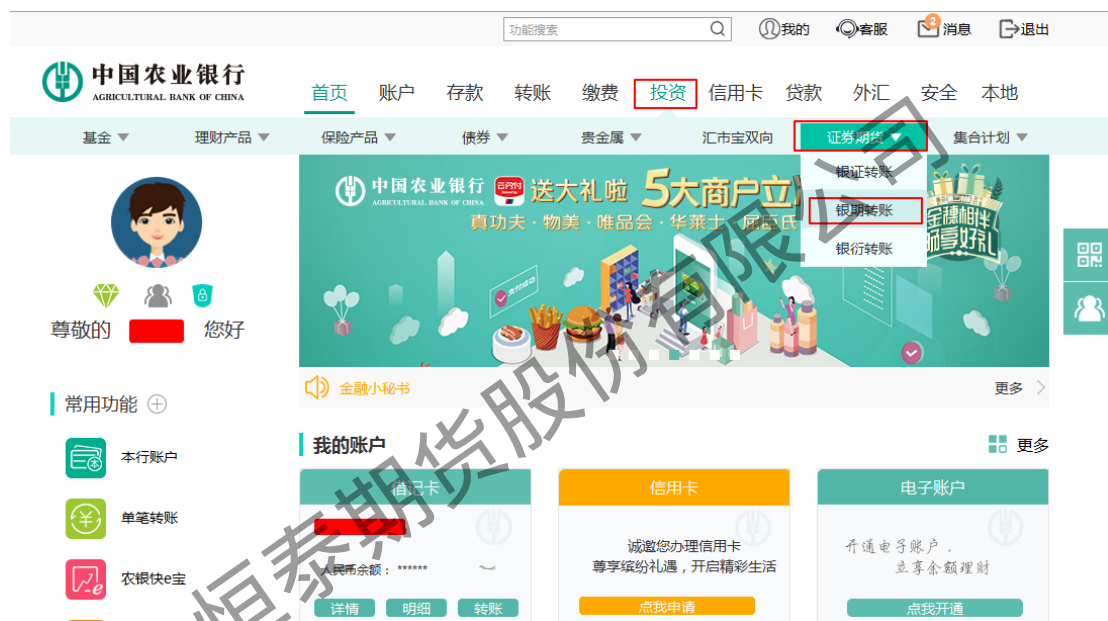 功能搜索 我的 客服 2 消息 退出
中国农业银行
AGRICULTURAL BANK OF CHINA
首页 账户 存款 转账 缴费 投资 信用卡 贷款 外汇 安全 本地
基金 理财产品 保险产品 债券 贵金属 汇市宝双向 证券期货 集合计划
银证转账
银期转账
银衍转账
中国农业银行
AGRICULTURAL BANK OF CHINA
送大礼啦 5大商户立
真功夫·物美·唯品会·华莱士·屈臣氏
支付成功
金穗相伴
尊敬的 您好
金融小秘书 更多
常用功能
我的账户 更多
本行账户
单笔转账
农银快e宝
借记卡
人民币余额：******
详情 明细 转账
信用卡
诚邀您办理信用卡
尊享缤纷礼遇，开启精彩生活
点我申请
电子账户
开通电子账户．
立享余额理财
点我开通
恒泰期货股份有限公司